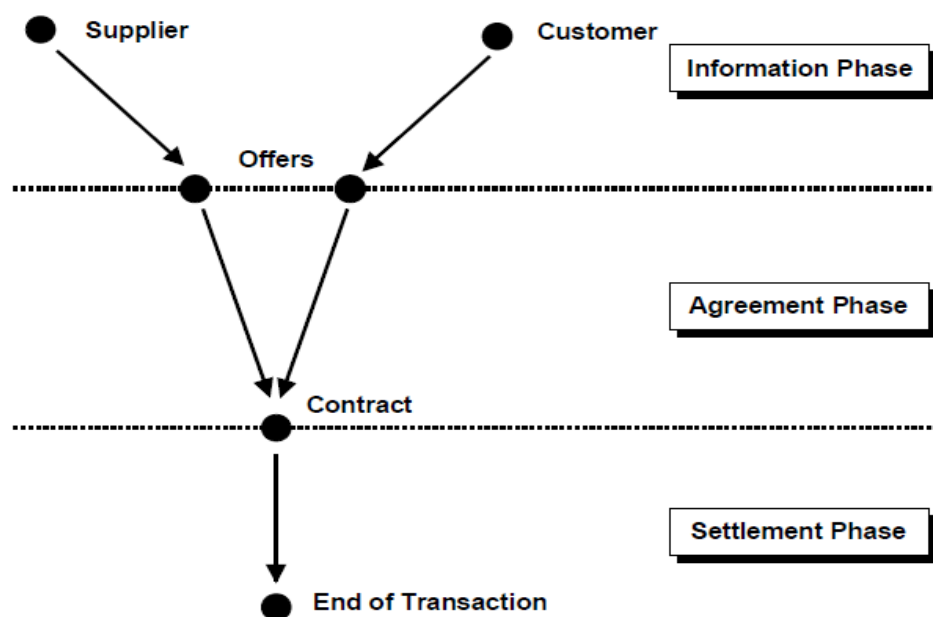 Supplier
Customer
Information Phase
Offers
Agreement Phase
Contract
Settlement Phase
End of Transaction